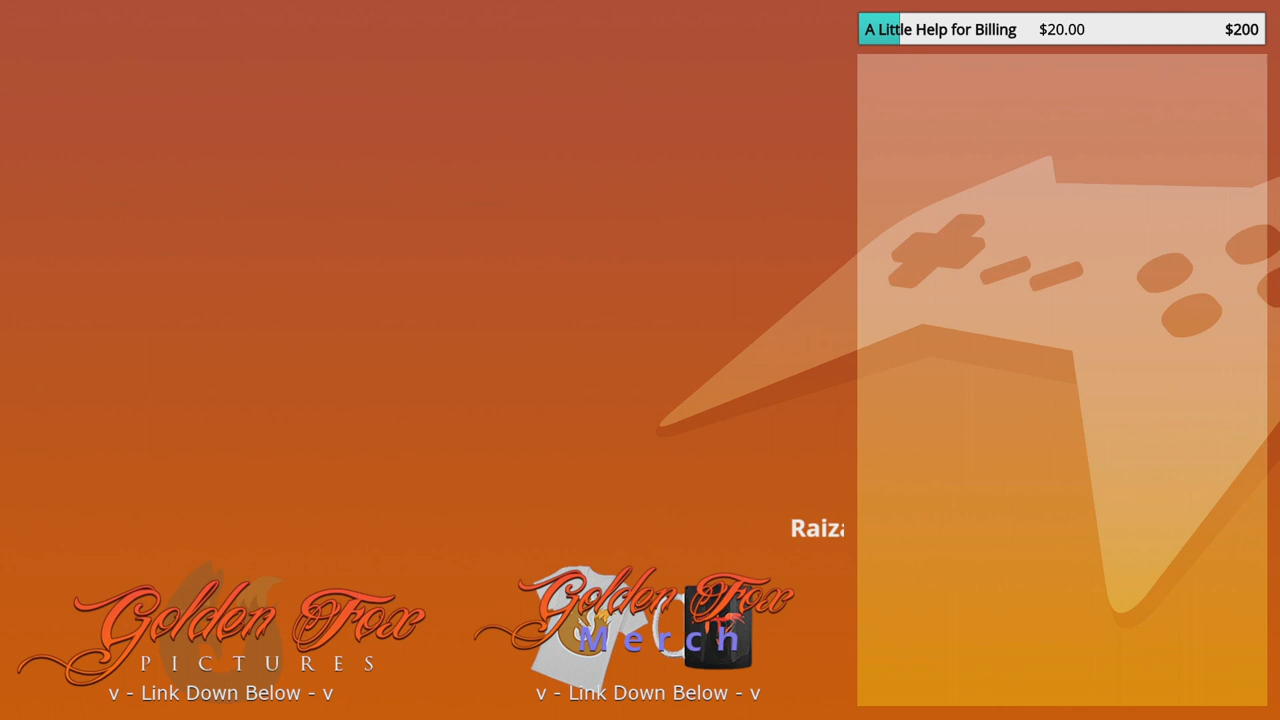 A Little Help for Billing $20.00 $200
Golden Fox
PICTURES
v - Link Down Below - v
Golden Fox
Merch
v - Link Down Below - v